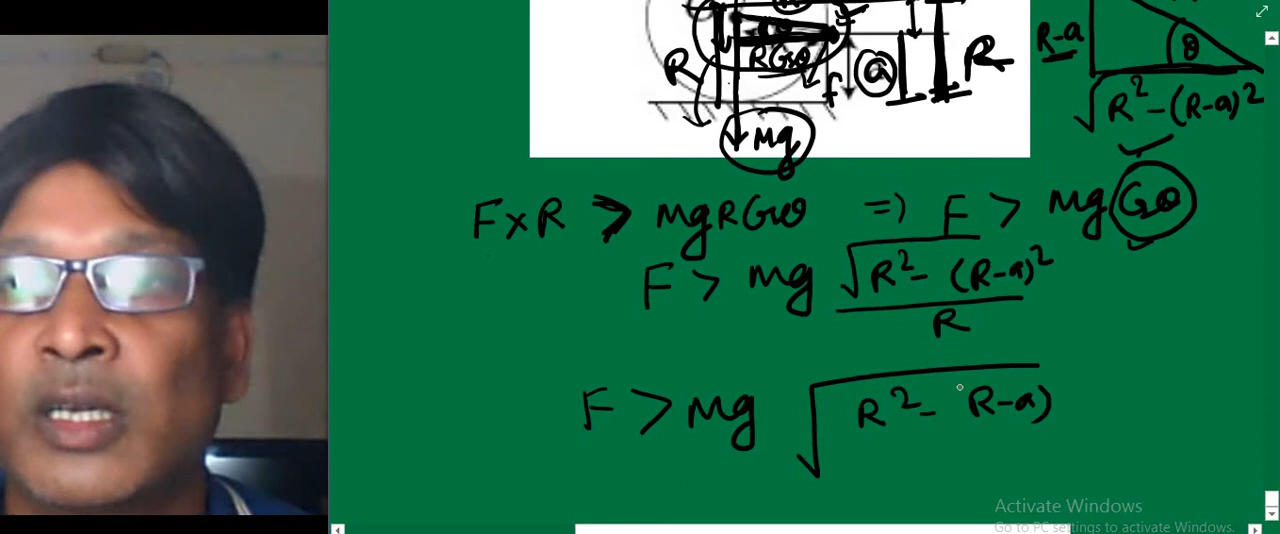 R
R Cosθ
f
a
R
Mg
R-a
θ
√R²-(R-a)²
F×R > MgRCosθ ⇒ F > Mg Cosθ
F > Mg √R²-(R-a)² / R
F > Mg √R²- R-a)
Activate Windows
Go to PC settings to activate Windows.